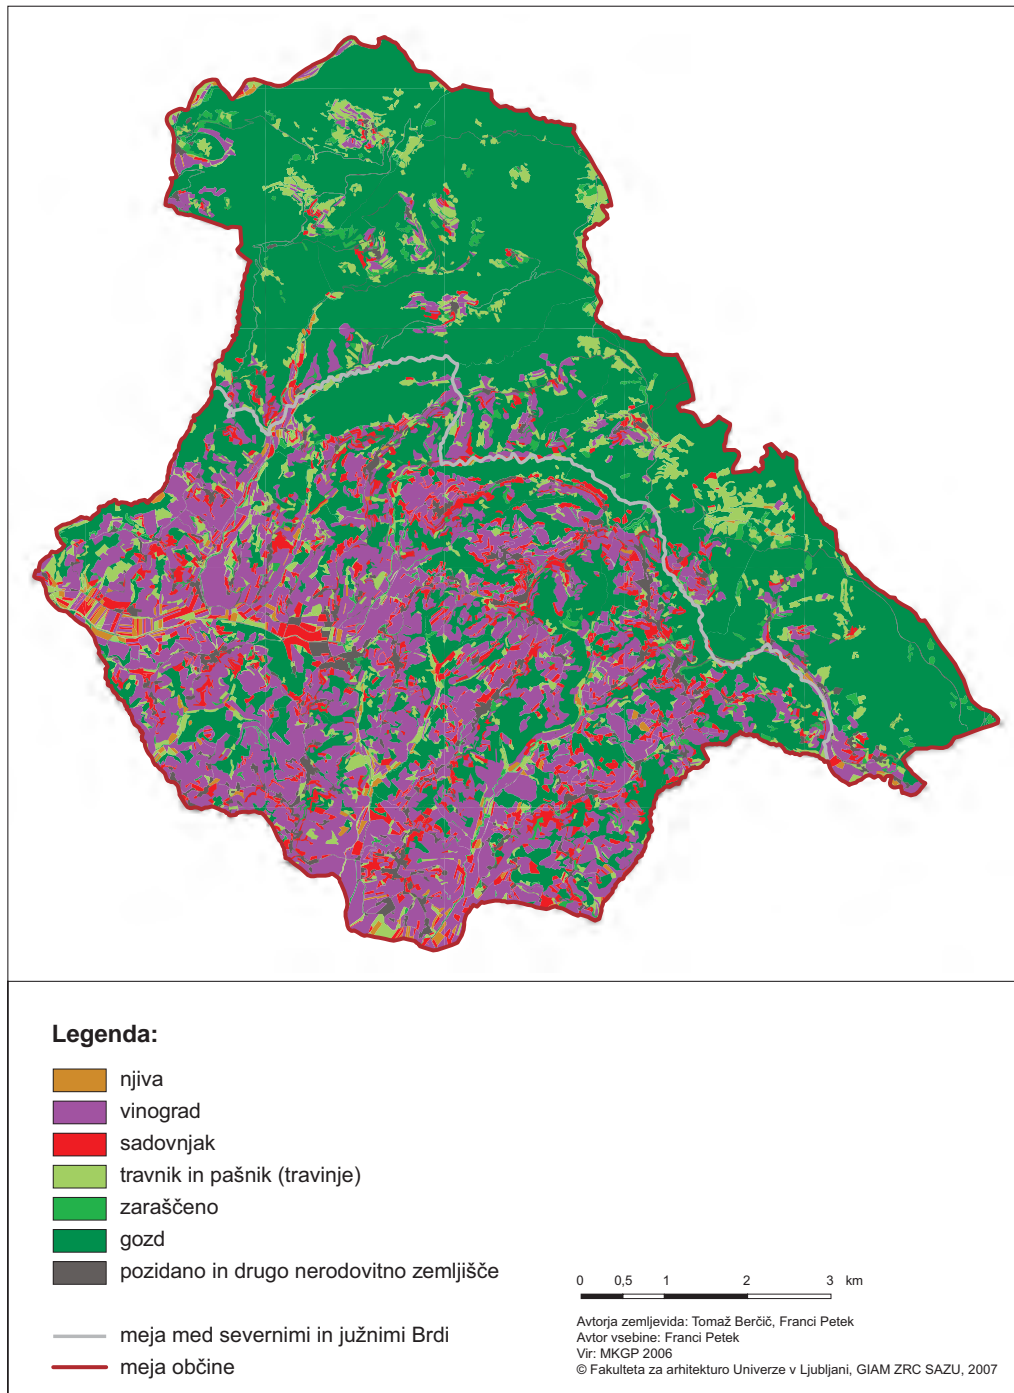 Legenda:
njiva
vinograd
sadovnjak
travnik in pašnik (travinje)
zaraščeno
gozd
pozidano in drugo nerodovitno zemljišče
meja med severnimi in južnimi Brdi
meja občine
0 0,5 1 2 3 km
Avtorja zemljevida: Tomaž Berčič, Franci Petek
Avtor vsebine: Franci Petek
Vir: MKGP 2006
© Fakulteta za arhitekturo Univerze v Ljubljani, GIAM ZRC SAZU, 2007